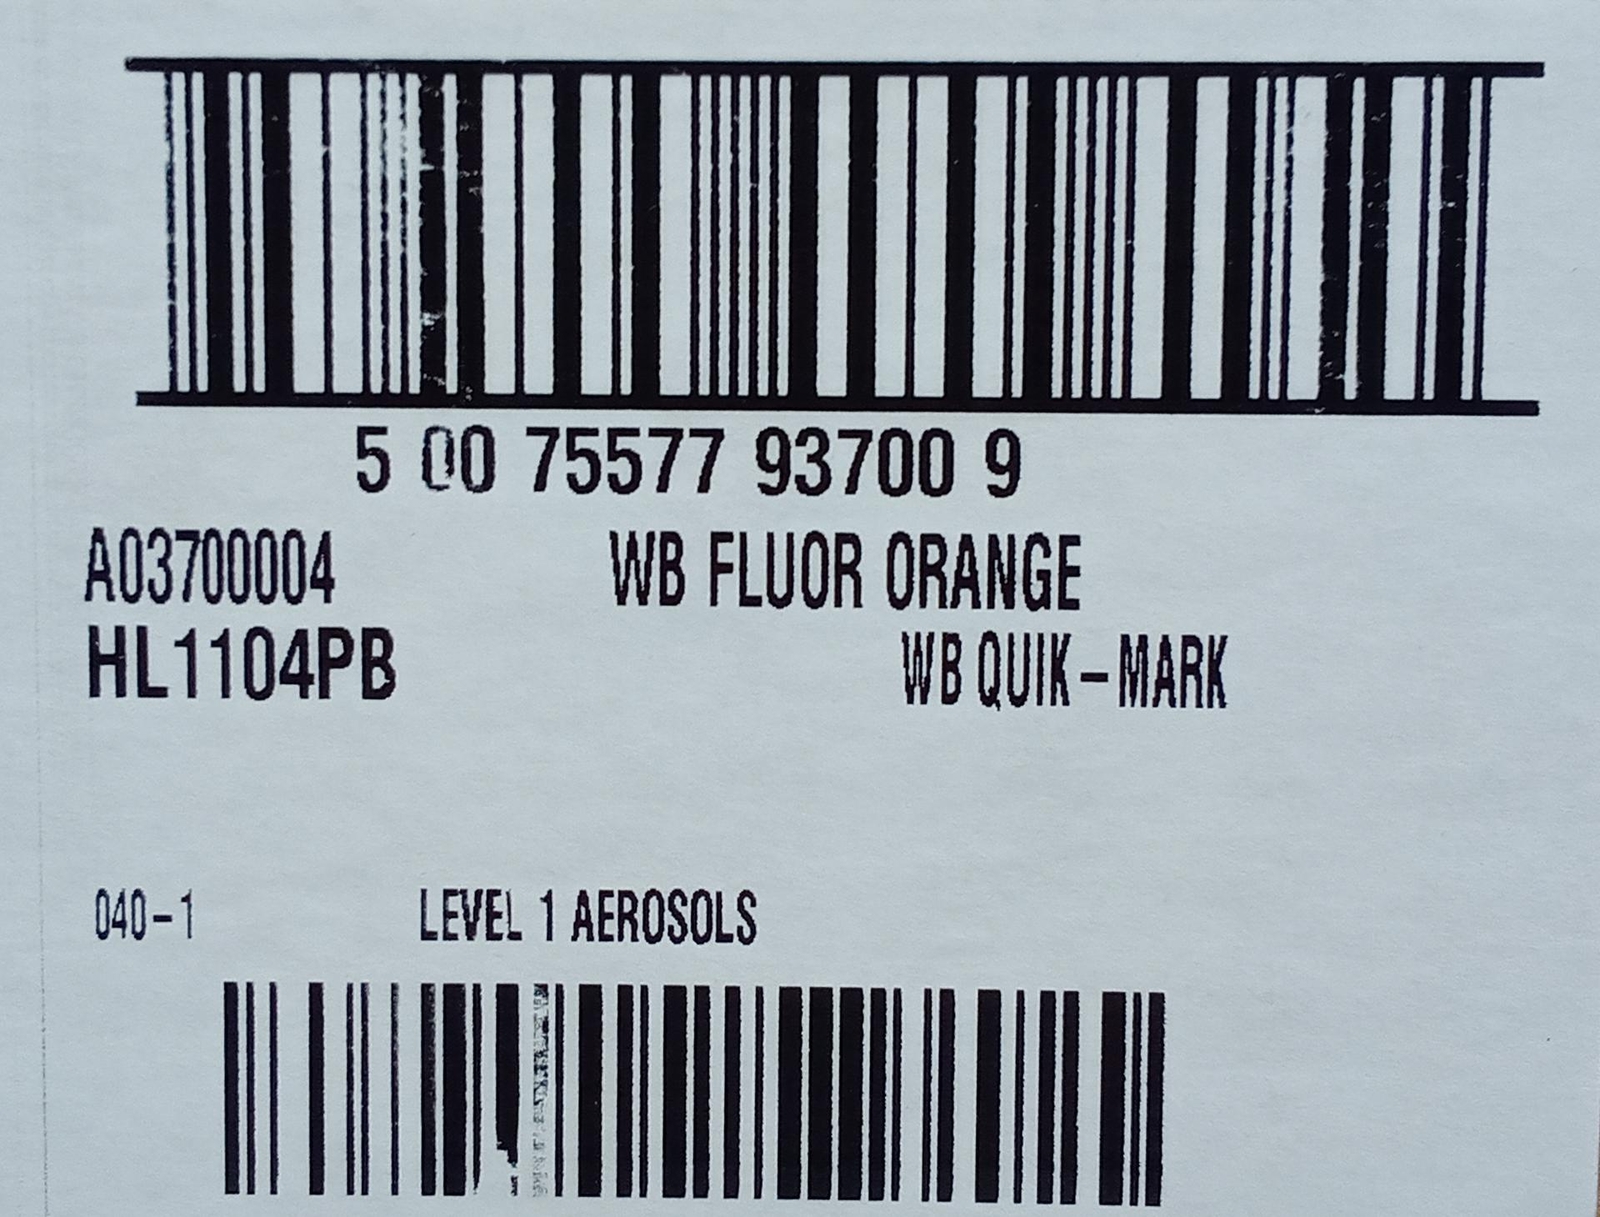 5 00 75577 93700 9
A03700004 WB FLUOR ORANGE
HL1104PB WB QUIK-MARK
040-1 LEVEL 1 AEROSOLS